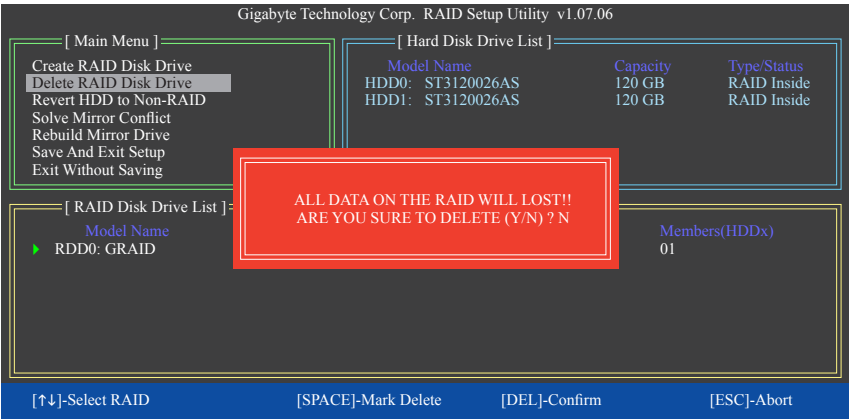 Gigabyte Technology Corp. RAID Setup Utility v1.07.06
[ Main Menu ]
Create RAID Disk Drive
Delete RAID Disk Drive
Revert HDD to Non-RAID
Solve Mirror Conflict
Rebuild Mirror Drive
Save And Exit Setup
Exit Without Saving
[ Hard Disk Drive List ]
Model Name Capacity Type/Status
HDD0: ST3120026AS 120 GB RAID Inside
HDD1: ST3120026AS 120 GB RAID Inside
ALL DATA ON THE RAID WILL LOST!!
ARE YOU SURE TO DELETE (Y/N) ? N
[ RAID Disk Drive List ]
Model Name Members(HDDx)
RDD0: GRAID 01
[↑↓]-Select RAID [SPACE]-Mark Delete [DEL]-Confirm [ESC]-Abort